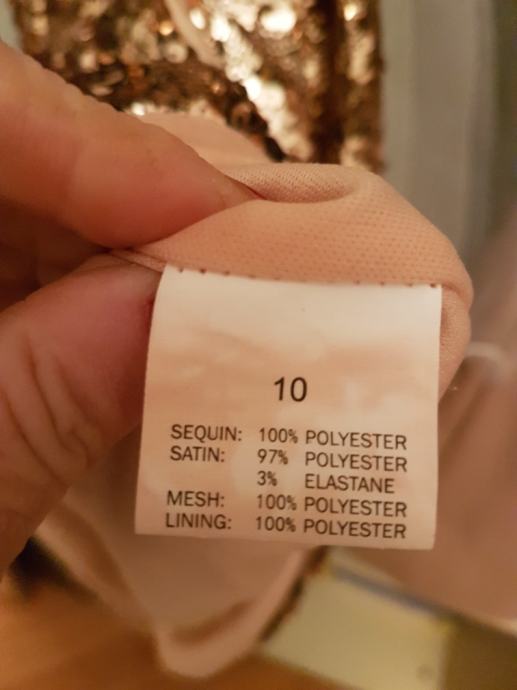 10
SEQUIN: 100% POLYESTER
SATIN: 97% POLYESTER
3% ELASTANE
MESH: 100% POLYESTER
LINING: 100% POLYESTER